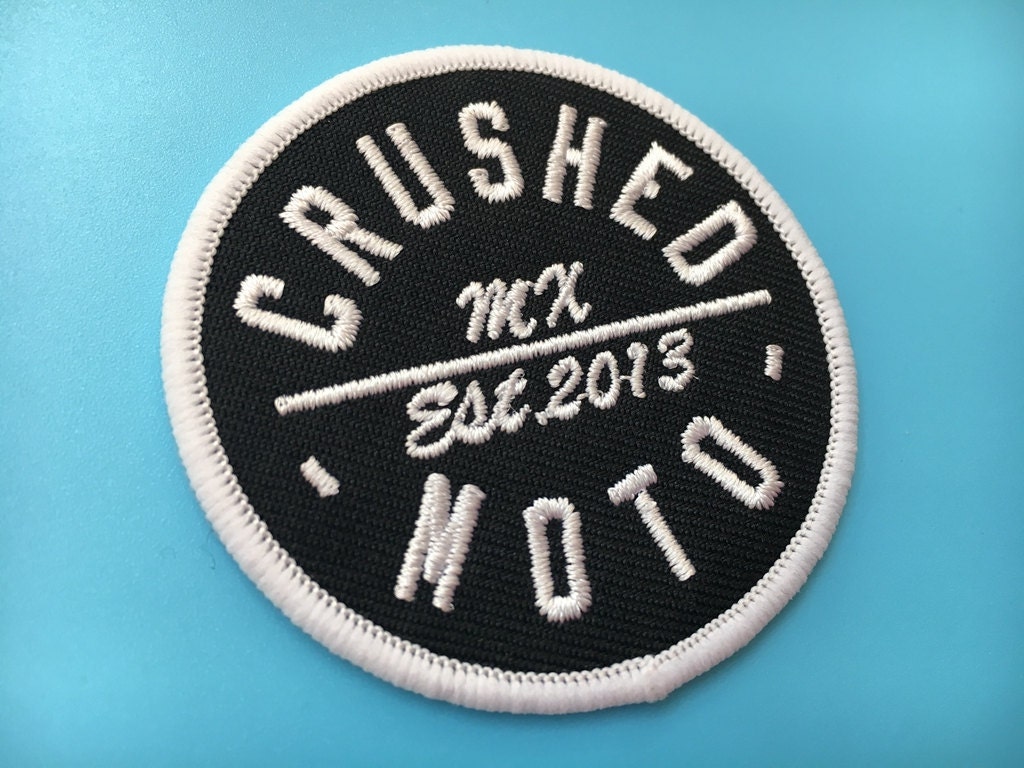 CRUSHED
MX
Est. 2013
- MOTO -